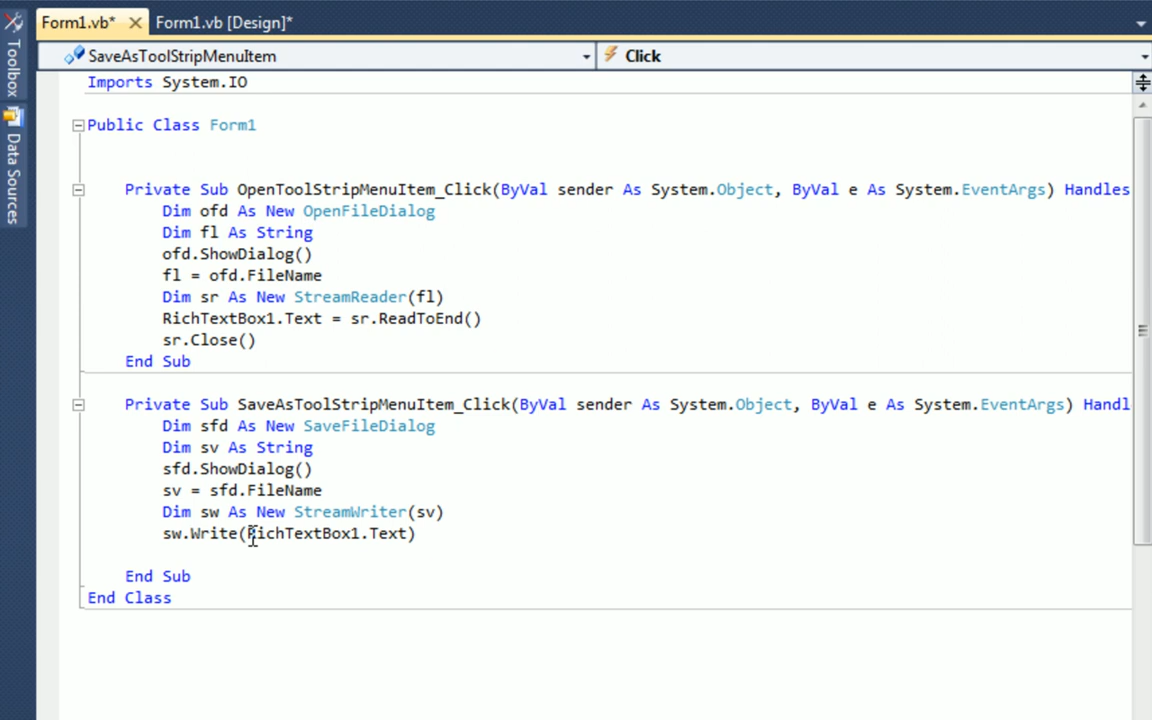 Form1.vb* Form1.vb [Design]*
SaveAsToolStripMenuItem Click
Toolbox
Data Sources
Imports System.IO
Public Class Form1
Private Sub OpenToolStripMenuItem_Click(ByVal sender As System.Object, ByVal e As System.EventArgs) Handles
Dim ofd As New OpenFileDialog
Dim fl As String
ofd.ShowDialog()
fl = ofd.FileName
Dim sr As New StreamReader(fl)
RichTextBox1.Text = sr.ReadToEnd()
sr.Close()
End Sub
Private Sub SaveAsToolStripMenuItem_Click(ByVal sender As System.Object, ByVal e As System.EventArgs) Handl
Dim sfd As New SaveFileDialog
Dim sv As String
sfd.ShowDialog()
sv = sfd.FileName
Dim sw As New StreamWriter(sv)
sw.Write(RichTextBox1.Text)
End Sub
End Class